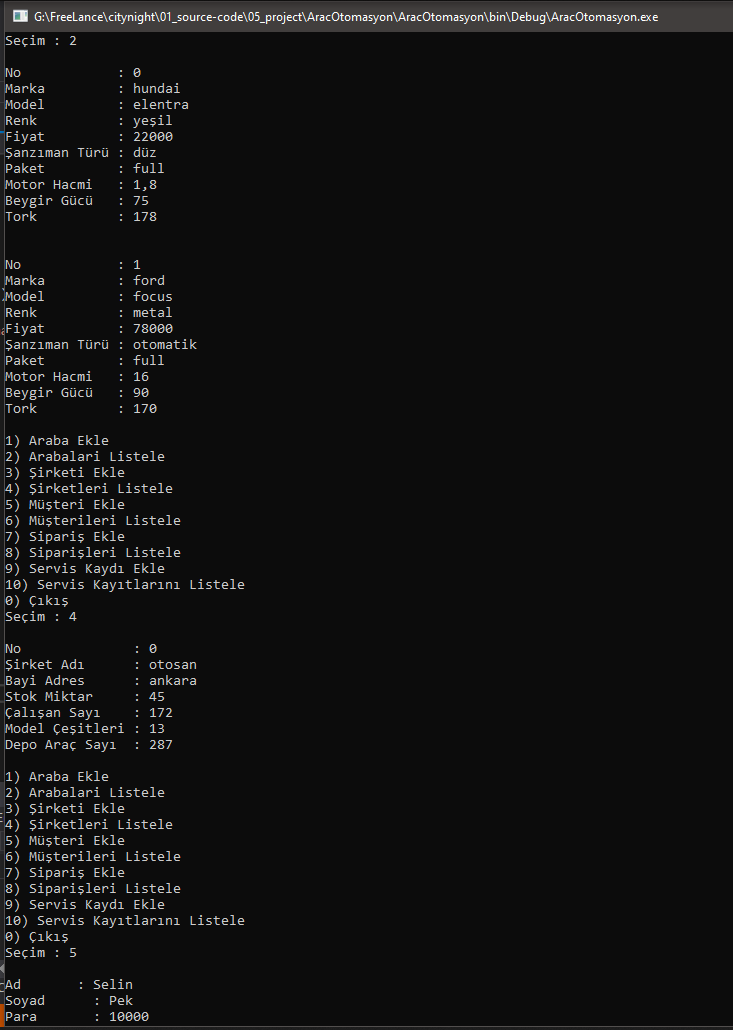 G:\FreeLance\citynight\01_source-code\05_project\AracOtomasyon\AracOtomasyon\bin\Debug\AracOtomasyon.exe
Seçim : 2
No : 0
Marka : hundai
Model : elentra
Renk : yeşil
Fiyat : 22000
Şanzıman Türü : düz
Paket : full
Motor Hacmi : 1,8
Beygir Gücü : 75
Tork : 178
No : 1
Marka : ford
Model : focus
Renk : metal
Fiyat : 78000
Şanzıman Türü : otomatik
Paket : full
Motor Hacmi : 16
Beygir Gücü : 90
Tork : 170
1) Araba Ekle
2) Arabalari Listele
3) Şirketi Ekle
4) Şirketleri Listele
5) Müşteri Ekle
6) Müşterileri Listele
7) Sipariş Ekle
8) Siparişleri Listele
9) Servis Kaydı Ekle
10) Servis Kayıtlarını Listele
0) Çıkış
Seçim : 4
No : 0
Şirket Adı : otosan
Bayi Adres : ankara
Stok Miktar : 45
Çalışan Sayı : 172
Model Çeşitleri : 13
Depo Araç Sayı : 287
1) Araba Ekle
2) Arabalari Listele
3) Şirketi Ekle
4) Şirketleri Listele
5) Müşteri Ekle
6) Müşterileri Listele
7) Sipariş Ekle
8) Siparişleri Listele
9) Servis Kaydı Ekle
10) Servis Kayıtlarını Listele
0) Çıkış
Seçim : 5
Ad : Selin
Soyad : Pek
Para : 10000